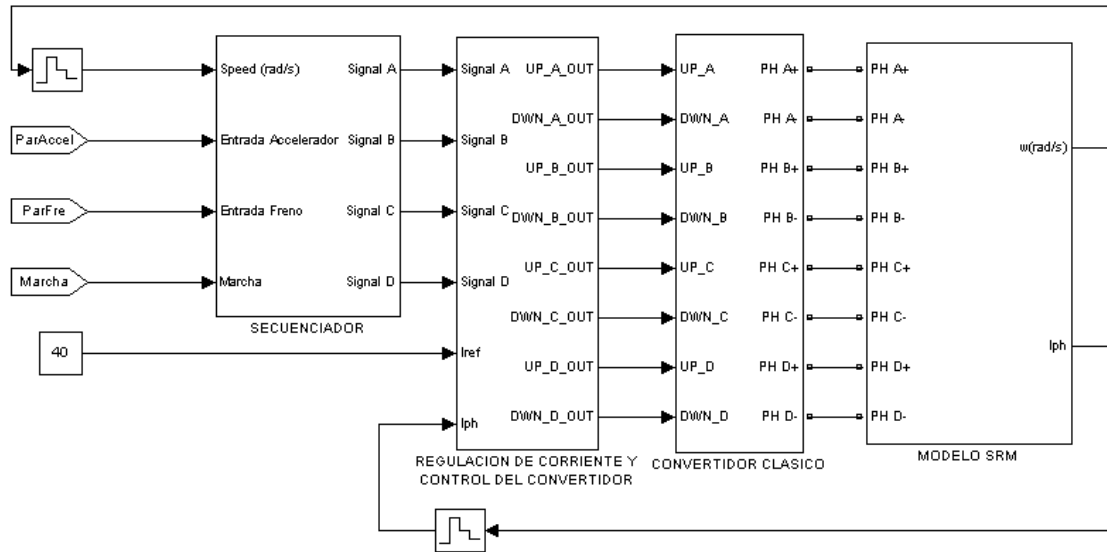 Speed (rad/s)
Signal A
Signal A
UP_A_OUT
UP_A
PH A+
PH A+
DWN_A_OUT
DWN_A
PH A-
PH A-
ParAccel
Entrada Accelerador
Signal B
Signal B
w(rad/s)
UP_B_OUT
UP_B
PH B+
PH B+
ParFre
Entrada Freno
Signal C
Signal C
DWN_B_OUT
DWN_B
PH B-
PH B-
UP_C_OUT
UP_C
PH C+
PH C+
Marcha
Marcha
Signal D
Signal D
DWN_C_OUT
DWN_C
PH C-
PH C-
SECUENCIADOR
40
Iref
Iph
UP_D_OUT
UP_D
PH D+
PH D+
Iph
DWN_D_OUT
DWN_D
PH D-
PH D-
REGULACION DE CORRIENTE Y
CONTROL DEL CONVERTIDOR
CONVERTIDOR CLASICO
MODELO SRM